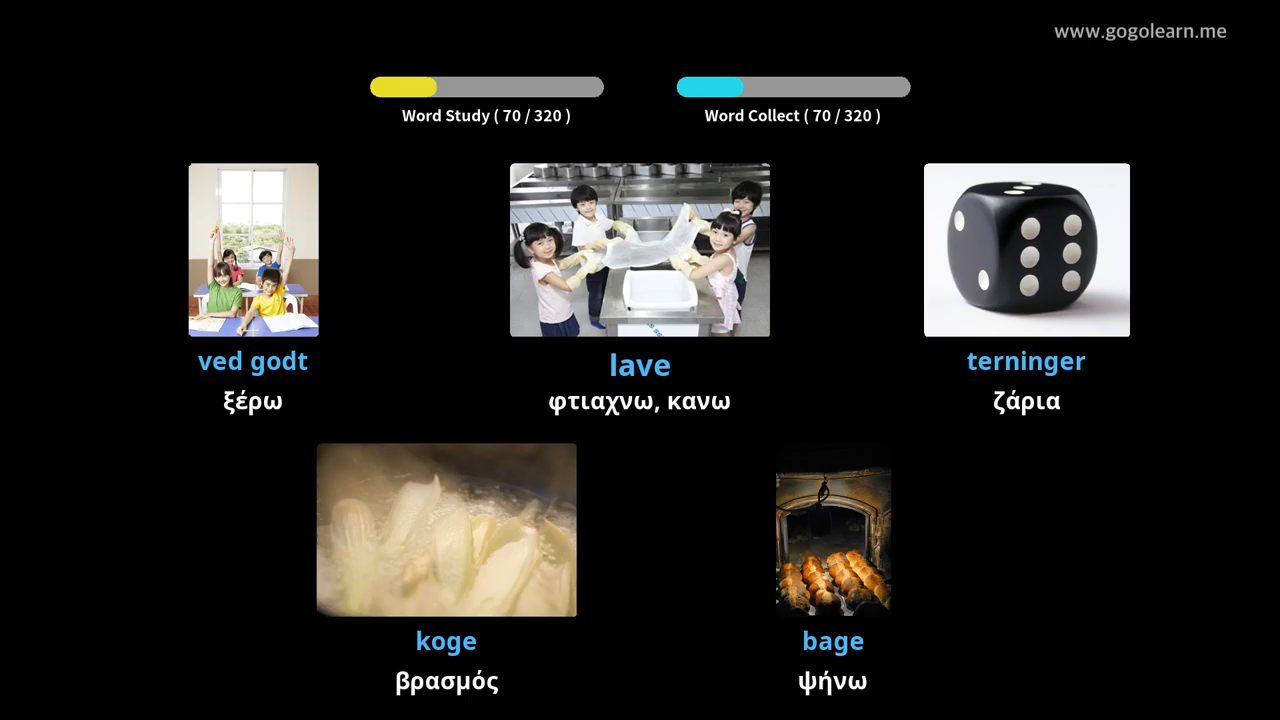 www.gogolearn.me
Word Study ( 70 / 320 )
Word Collect ( 70 / 320 )
ved godt
ξέρω
lave
φτιαχνω, κανω
terninger
ζάρια
koge
βρασμός
bage
ψήνω